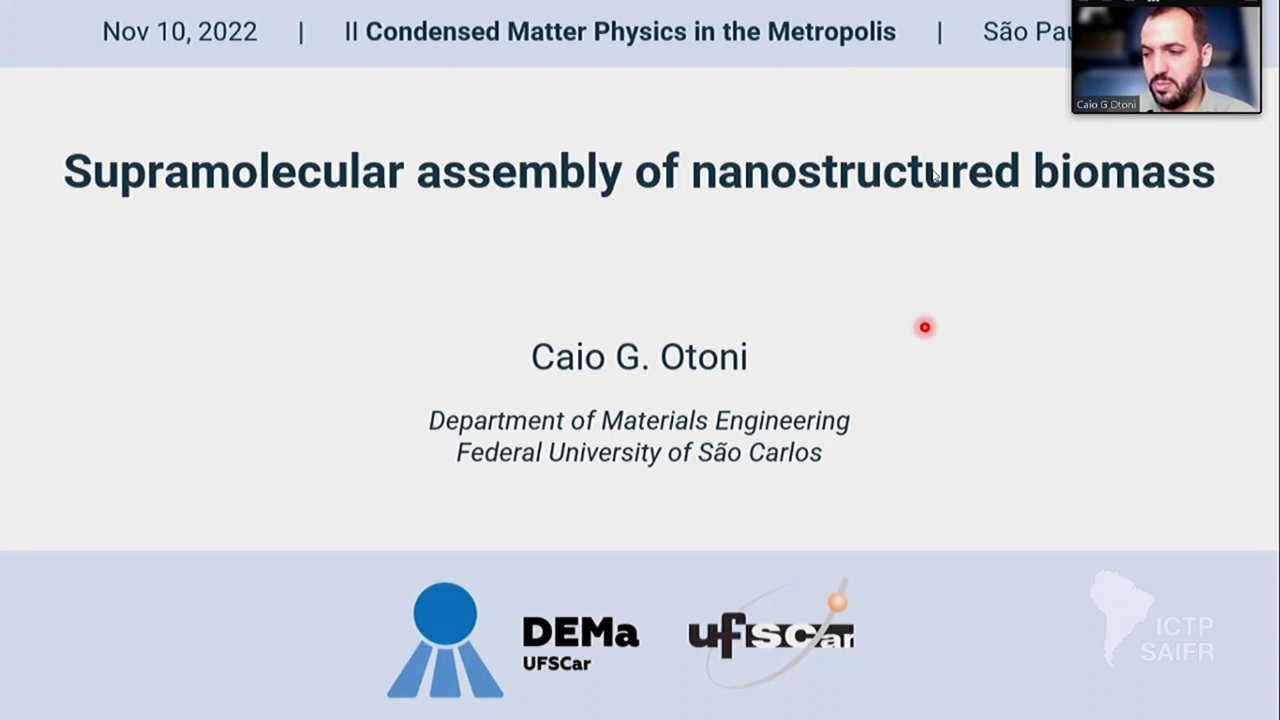 Nov 10, 2022 | II Condensed Matter Physics in the Metropolis | São Pau
Caio G Otoni
Supramolecular assembly of nanostructured biomass
Caio G. Otoni
Department of Materials Engineering
Federal University of São Carlos
DEMa
UFSCar
ufscar
ICTP
SAIFR